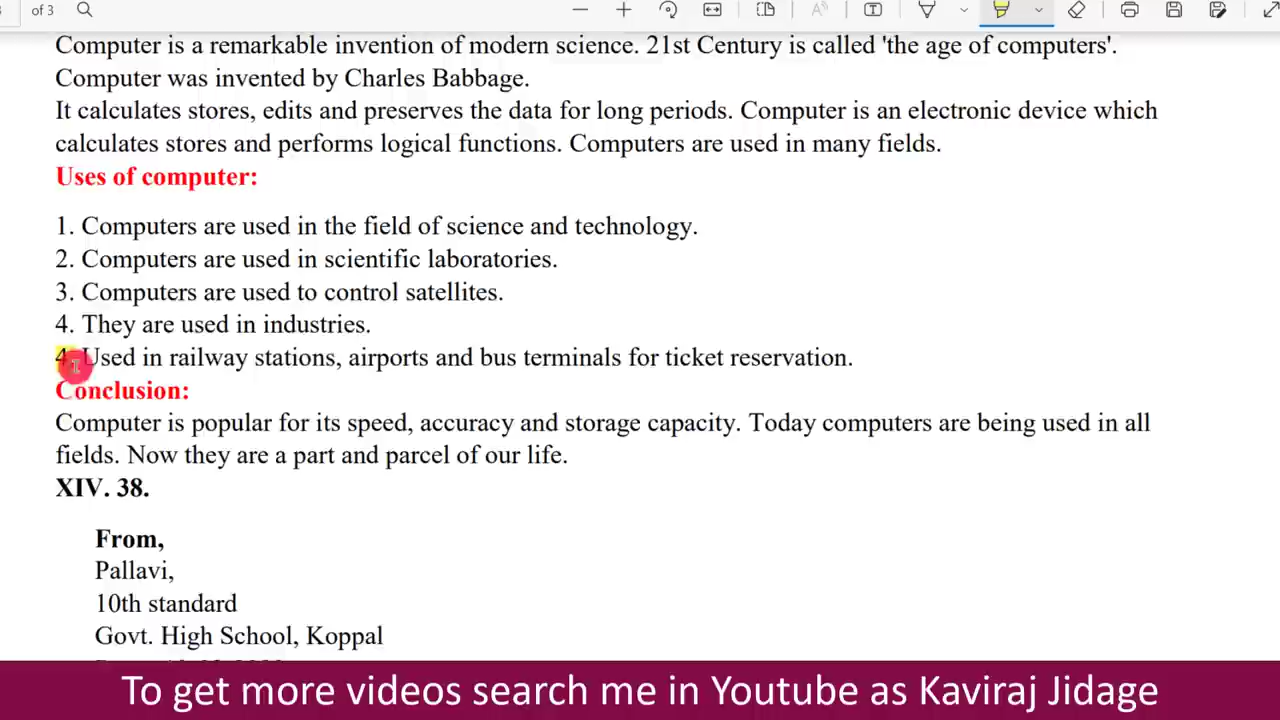 of 3
Computer is a remarkable invention of modern science. 21st Century is called 'the age of computers'.
Computer was invented by Charles Babbage.
It calculates stores, edits and preserves the data for long periods. Computer is an electronic device which
calculates stores and performs logical functions. Computers are used in many fields.
Uses of computer:
1. Computers are used in the field of science and technology.
2. Computers are used in scientific laboratories.
3. Computers are used to control satellites.
4. They are used in industries.
4. Used in railway stations, airports and bus terminals for ticket reservation.
Conclusion:
Computer is popular for its speed, accuracy and storage capacity. Today computers are being used in all
fields. Now they are a part and parcel of our life.
XIV. 38.
From,
Pallavi,
10th standard
Govt. High School, Koppal
To get more videos search me in Youtube as Kaviraj Jidage